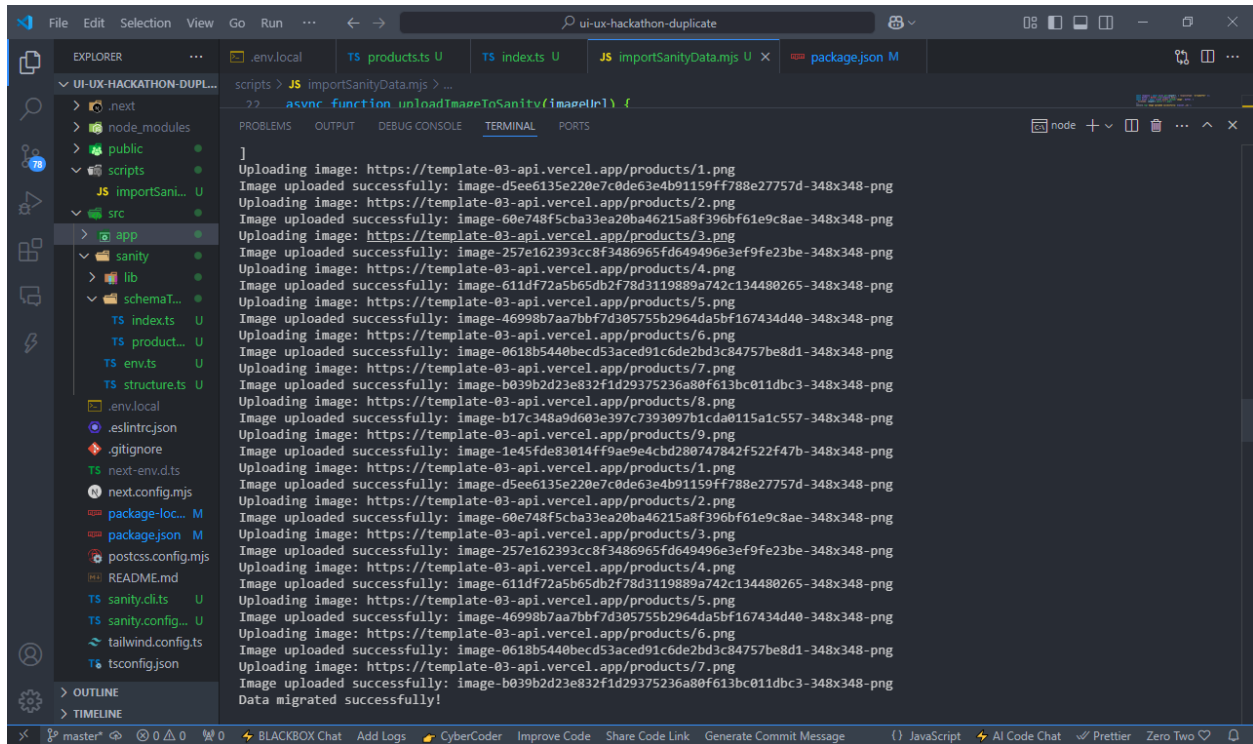 File Edit Selection View Go Run ··· ui-ux-hackathon-duplicate
EXPLORER ···
UI-UX-HACKATHON-DUPL...
.next
node_modules
public
scripts
JS importSani... U
src
app
sanity
lib
schemaT...
TS index.ts U
TS product... U
TS env.ts U
TS structure.ts U
.env.local
.eslintrc.json
.gitignore
TS next-env.d.ts
next.config.mjs
package-loc... M
package.json M
postcss.config.mjs
README.md
TS sanity.cli.ts U
TS sanity.config... U
tailwind.config.ts
tsconfig.json
OUTLINE
TIMELINE
78
.env.local TS products.ts U TS index.ts U JS importSanityData.mjs U package.json M
scripts > JS importSanityData.mjs > ...
22 async function uploadImageToSanity(imageUrl) {
PROBLEMS OUTPUT DEBUG CONSOLE TERMINAL PORTS node
]
Uploading image: https://template-03-api.vercel.app/products/1.png
Image uploaded successfully: image-d5ee6135e220e7c0de63e4b91159ff788e27757d-348x348-png
Uploading image: https://template-03-api.vercel.app/products/2.png
Image uploaded successfully: image-60e748f5cba33ea20ba46215a8f396bf61e9c8ae-348x348-png
Uploading image: https://template-03-api.vercel.app/products/3.png
Image uploaded successfully: image-257e162393cc8f3486965fd649496e3ef9fe23be-348x348-png
Uploading image: https://template-03-api.vercel.app/products/4.png
Image uploaded successfully: image-611df72a5b65db2f78d3119889a742c134480265-348x348-png
Uploading image: https://template-03-api.vercel.app/products/5.png
Image uploaded successfully: image-46998b7aa7bbf7d305755b2964da5bf167434d40-348x348-png
Uploading image: https://template-03-api.vercel.app/products/6.png
Image uploaded successfully: image-0618b5440becd53aced91c6de2bd3c84757be8d1-348x348-png
Uploading image: https://template-03-api.vercel.app/products/7.png
Image uploaded successfully: image-b039b2d23e832f1d29375236a80f613bc011dbc3-348x348-png
Uploading image: https://template-03-api.vercel.app/products/8.png
Image uploaded successfully: image-b17c348a9d603e397c7393097b1cda0115a1c557-348x348-png
Uploading image: https://template-03-api.vercel.app/products/9.png
Image uploaded successfully: image-1e45fde83014ff9ae9e4cbd280747842f522f47b-348x348-png
Uploading image: https://template-03-api.vercel.app/products/1.png
Image uploaded successfully: image-d5ee6135e220e7c0de63e4b91159ff788e27757d-348x348-png
Uploading image: https://template-03-api.vercel.app/products/2.png
Image uploaded successfully: image-60e748f5cba33ea20ba46215a8f396bf61e9c8ae-348x348-png
Uploading image: https://template-03-api.vercel.app/products/3.png
Image uploaded successfully: image-257e162393cc8f3486965fd649496e3ef9fe23be-348x348-png
Uploading image: https://template-03-api.vercel.app/products/4.png
Image uploaded successfully: image-611df72a5b65db2f78d3119889a742c134480265-348x348-png
Uploading image: https://template-03-api.vercel.app/products/5.png
Image uploaded successfully: image-46998b7aa7bbf7d305755b2964da5bf167434d40-348x348-png
Uploading image: https://template-03-api.vercel.app/products/6.png
Image uploaded successfully: image-0618b5440becd53aced91c6de2bd3c84757be8d1-348x348-png
Uploading image: https://template-03-api.vercel.app/products/7.png
Image uploaded successfully: image-b039b2d23e832f1d29375236a80f613bc011dbc3-348x348-png
Data migrated successfully!
master* 0 0 0 BLACKBOX Chat Add Logs CyberCoder Improve Code Share Code Link Generate Commit Message {} JavaScript AI Code Chat Prettier Zero Two